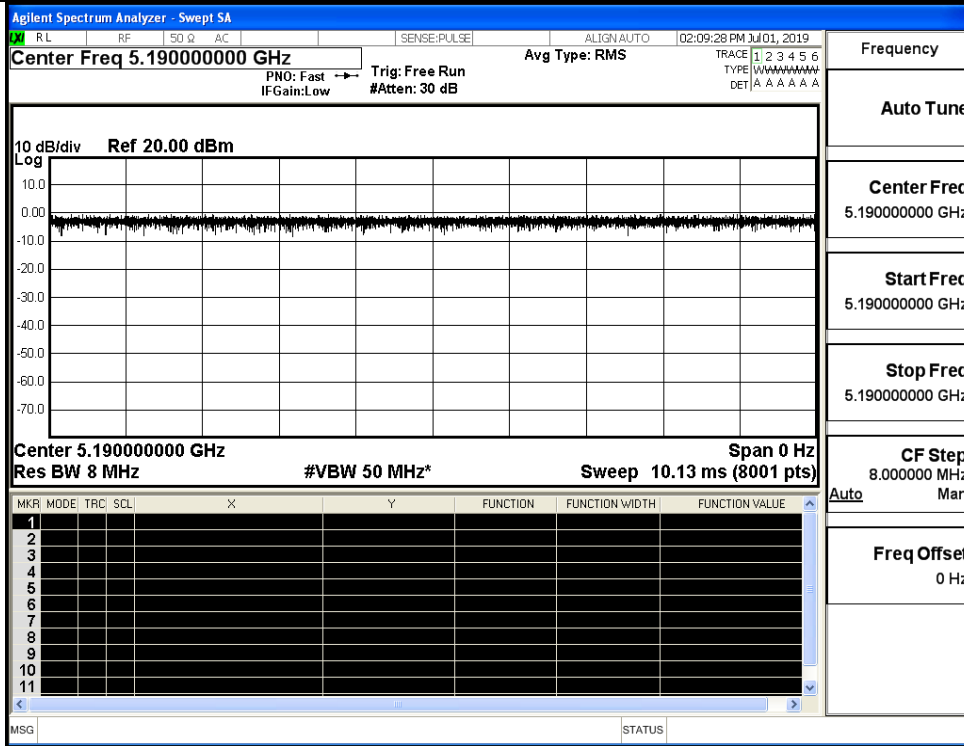 Agilent Spectrum Analyzer - Swept SA
LXI RL RF 50 Ω AC SENSE:PULSE ALIGN AUTO 02:09:28 PM Jul 01, 2019
Center Freq 5.190000000 GHz Avg Type: RMS TRACE 1 2 3 4 5 6
PNO: Fast Trig: Free Run TYPE WWWWWW
IFGain:Low #Atten: 30 dB DET A A A A A A
10 dB/div Ref 20.00 dBm
Log
10.0
0.00
-10.0
-20.0
-30.0
-40.0
-50.0
-60.0
-70.0
Center 5.190000000 GHz Span 0 Hz
Res BW 8 MHz #VBW 50 MHz* Sweep 10.13 ms (8001 pts)
MKR MODE TRC SCL X Y FUNCTION FUNCTION WIDTH FUNCTION VALUE
1
2
3
4
5
6
7
8
9
10
11
MSG STATUS
Frequency
Auto Tune
Center Freq
5.190000000 GHz
Start Freq
5.190000000 GHz
Stop Freq
5.190000000 GHz
CF Step
8.000000 MHz
Auto Man
Freq Offset
0 Hz